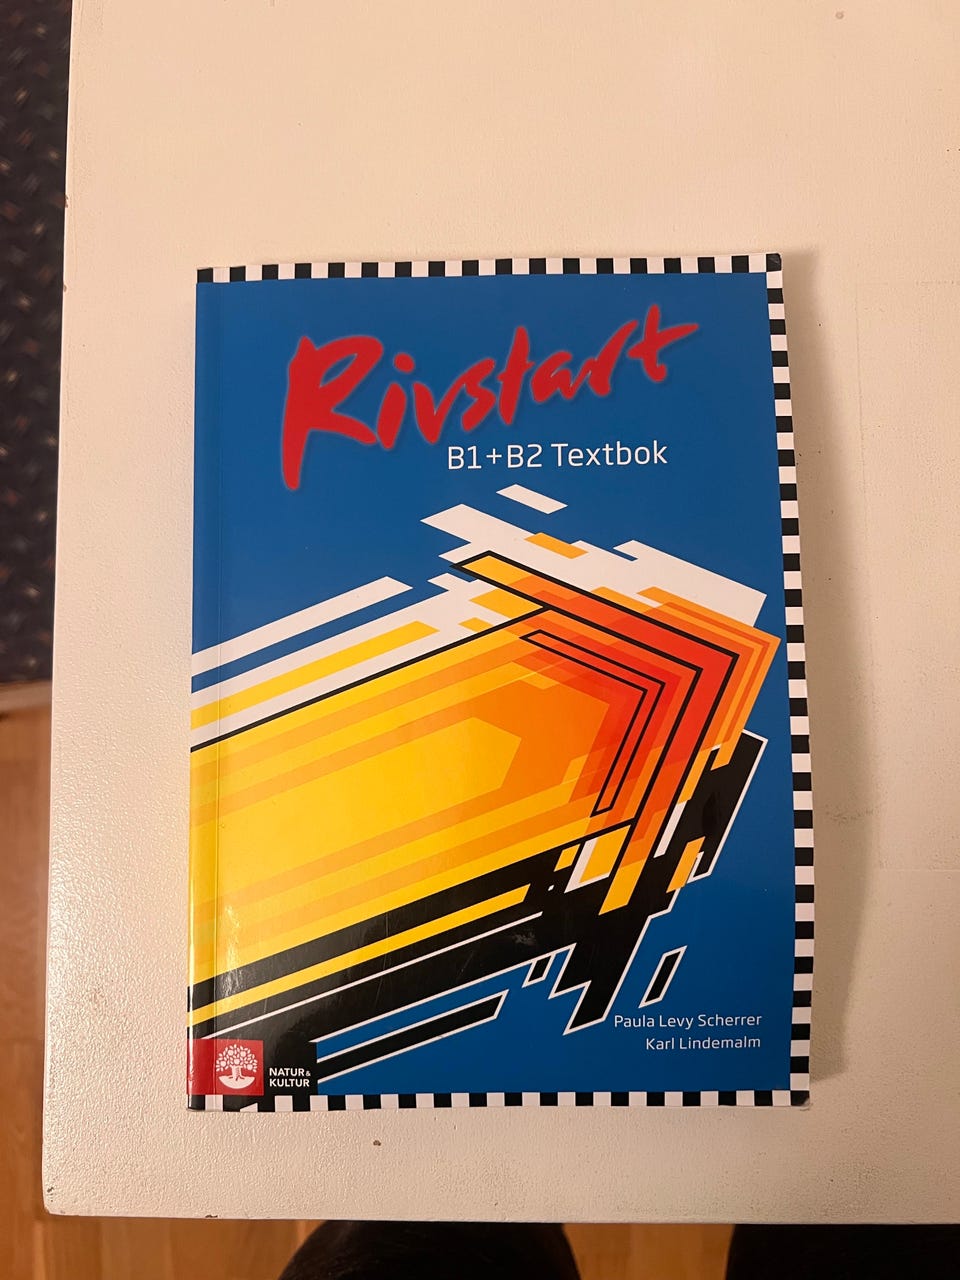 Rivstart
B1+B2 Textbok
Paula Levy Scherrer
Karl Lindemalm
NATUR &
KULTUR